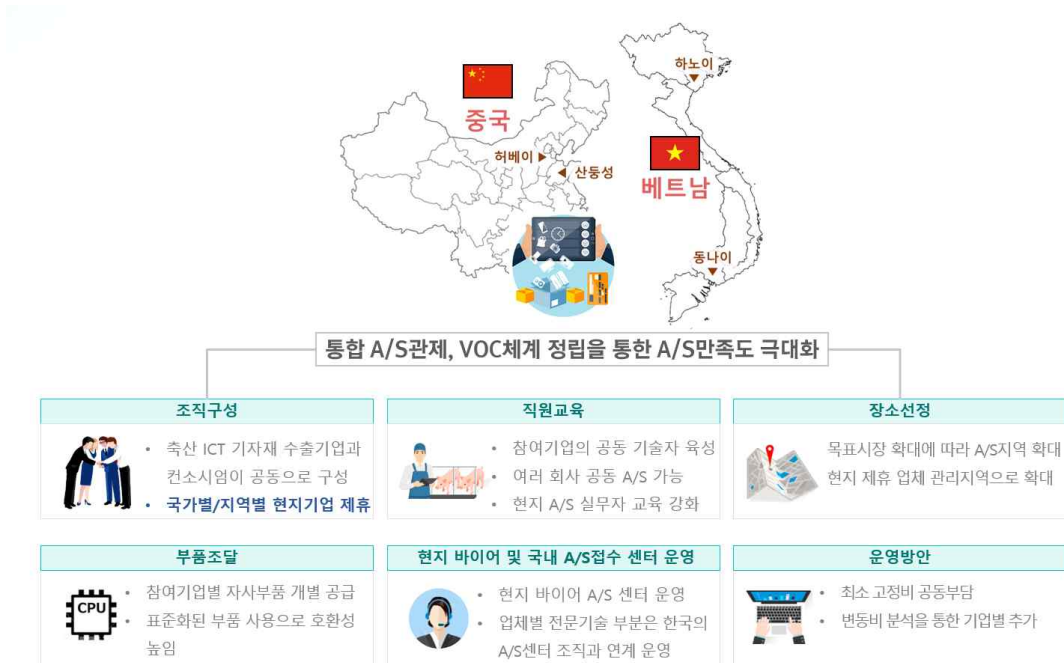 하노이
중국
허베이
산둥성
베트남
동나이
통합 A/S관제, VOC체계 정립을 통한 A/S만족도 극대화
조직구성
• 축산 ICT 기자재 수출기업과
컨소시엄이 공동으로 구성
• 국가별/지역별 현지기업 제휴
직원교육
• 참여기업의 공동 기술자 육성
• 여러 회사 공동 A/S 가능
• 현지 A/S 실무자 교육 강화
장소선정
목표시장 확대에 따라 A/S지역 확대
현지 제휴 업체 관리지역으로 확대
부품조달
CPU
• 참여기업별 자사부품 개별 공급
• 표준화된 부품 사용으로 호환성
높임
현지 바이어 및 국내 A/S접수 센터 운영
• 현지 바이어 A/S 센터 운영
• 업체별 전문기술 부분은 한국의
A/S센터 조직과 연계 운영
운영방안
• 최소 고정비 공동부담
• 변동비 분석을 통한 기업별 추가